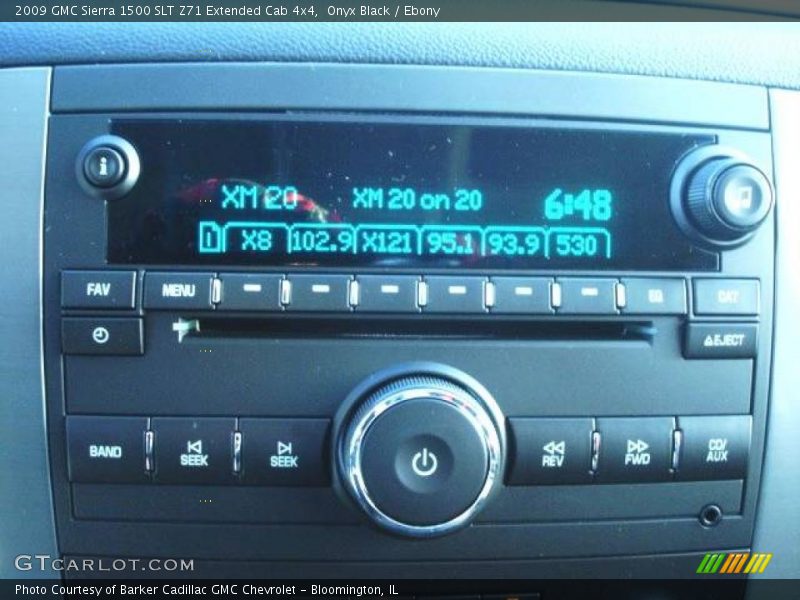 2009 GMC Sierra 1500 SLT Z71 Extended Cab 4x4,  Onyx Black / Ebony
i
XM 20 XM 20 on 20 6:48
1 X8 102.9 X121 95.1 93.9 530
FAV MENU EQ CAT
EJECT
BAND SEEK SEEK REV FWD CD/AUX
GTCARLOT.COM
Photo Courtesy of Barker Cadillac GMC Chevrolet – Bloomington, IL